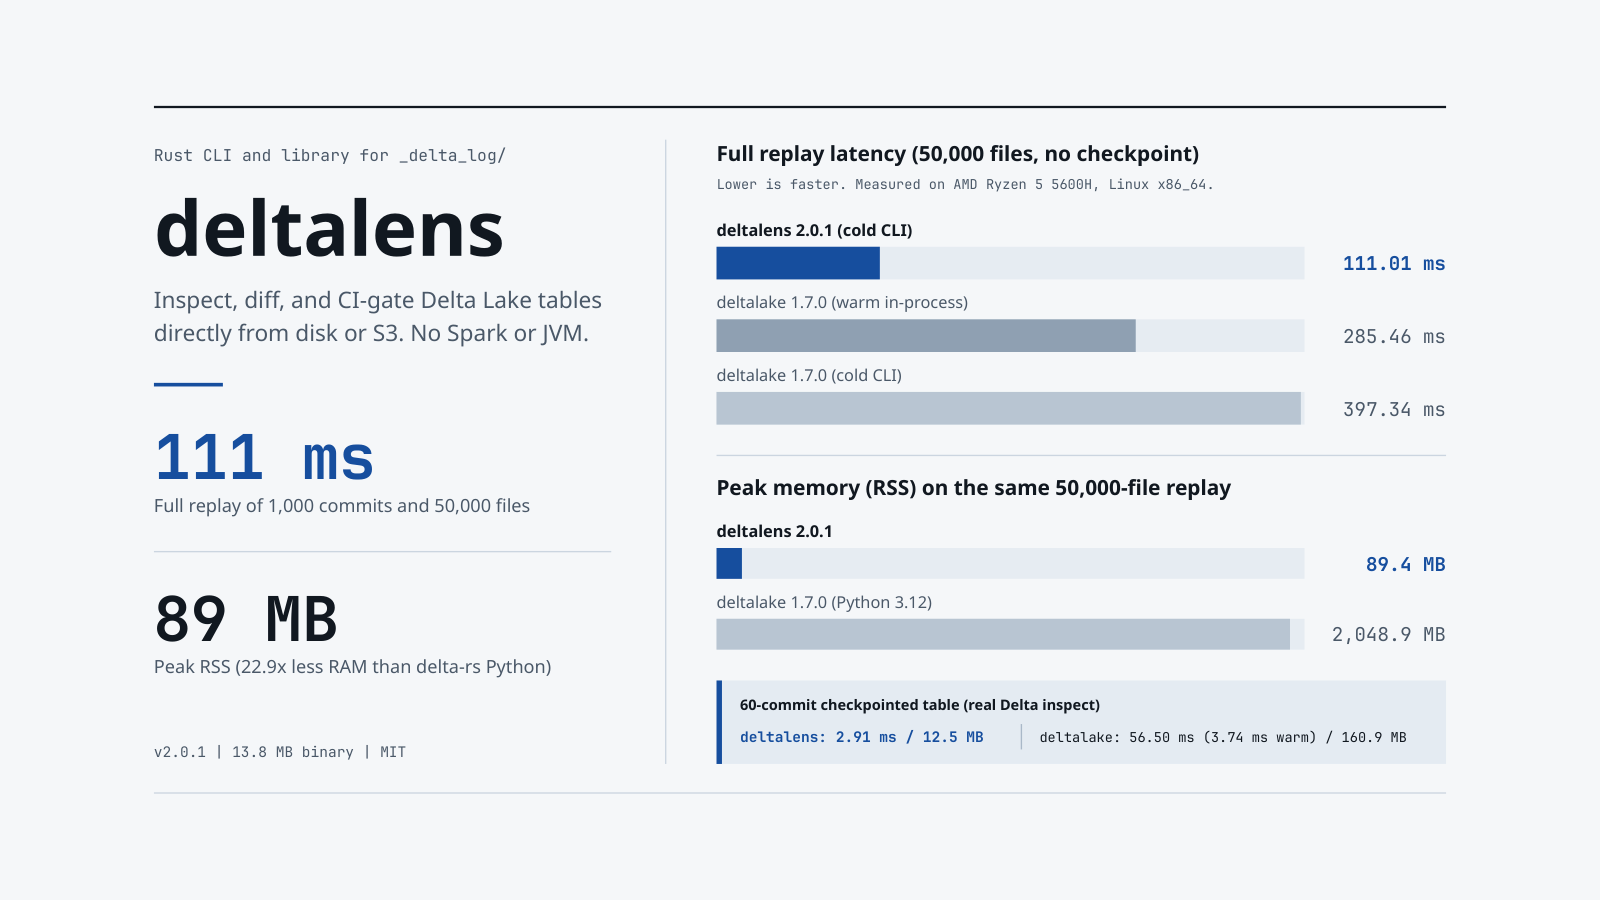 Rust CLI and library for _delta_log/
deltalens
Inspect, diff, and CI-gate Delta Lake tables
directly from disk or S3. No Spark or JVM.
111 ms
Full replay of 1,000 commits and 50,000 files
89 MB
Peak RSS (22.9x less RAM than delta-rs Python)
v2.0.1 | 13.8 MB binary | MIT
Full replay latency (50,000 files, no checkpoint)
Lower is faster. Measured on AMD Ryzen 5 5600H, Linux x86_64.
deltalens 2.0.1 (cold CLI)
111.01 ms
deltalake 1.7.0 (warm in-process)
285.46 ms
deltalake 1.7.0 (cold CLI)
397.34 ms
Peak memory (RSS) on the same 50,000-file replay
deltalens 2.0.1
89.4 MB
deltalake 1.7.0 (Python 3.12)
2,048.9 MB
60-commit checkpointed table (real Delta inspect)
deltalens: 2.91 ms / 12.5 MB
deltalake: 56.50 ms (3.74 ms warm) / 160.9 MB